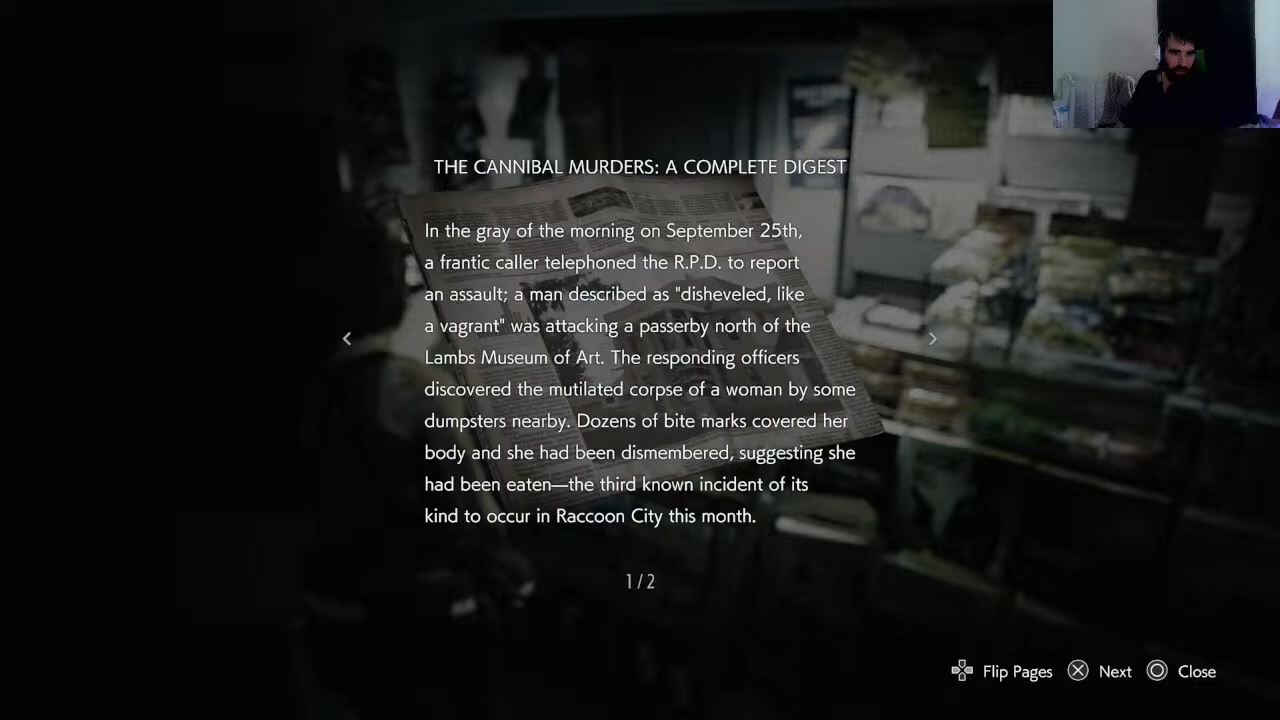 THE CANNIBAL MURDERS: A COMPLETE DIGEST
In the gray of the morning on September 25th,
a frantic caller telephoned the R.P.D. to report
an assault; a man described as "disheveled, like
a vagrant" was attacking a passerby north of the
Lambs Museum of Art. The responding officers
discovered the mutilated corpse of a woman by some
dumpsters nearby. Dozens of bite marks covered her
body and she had been dismembered, suggesting she
had been eaten—the third known incident of its
kind to occur in Raccoon City this month.
1 / 2
Flip Pages Next Close